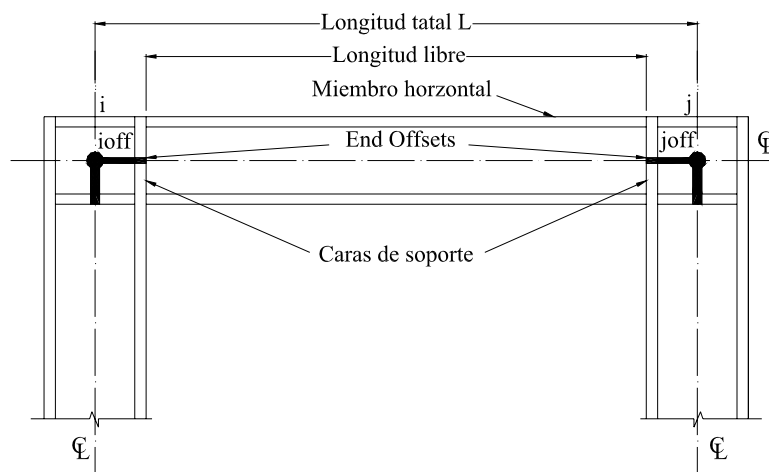 Longitud tatal L
Longitud libre
Miembro horzontal
i
j
ioff
End Offsets
joff
℄
Caras de soporte
℄
℄